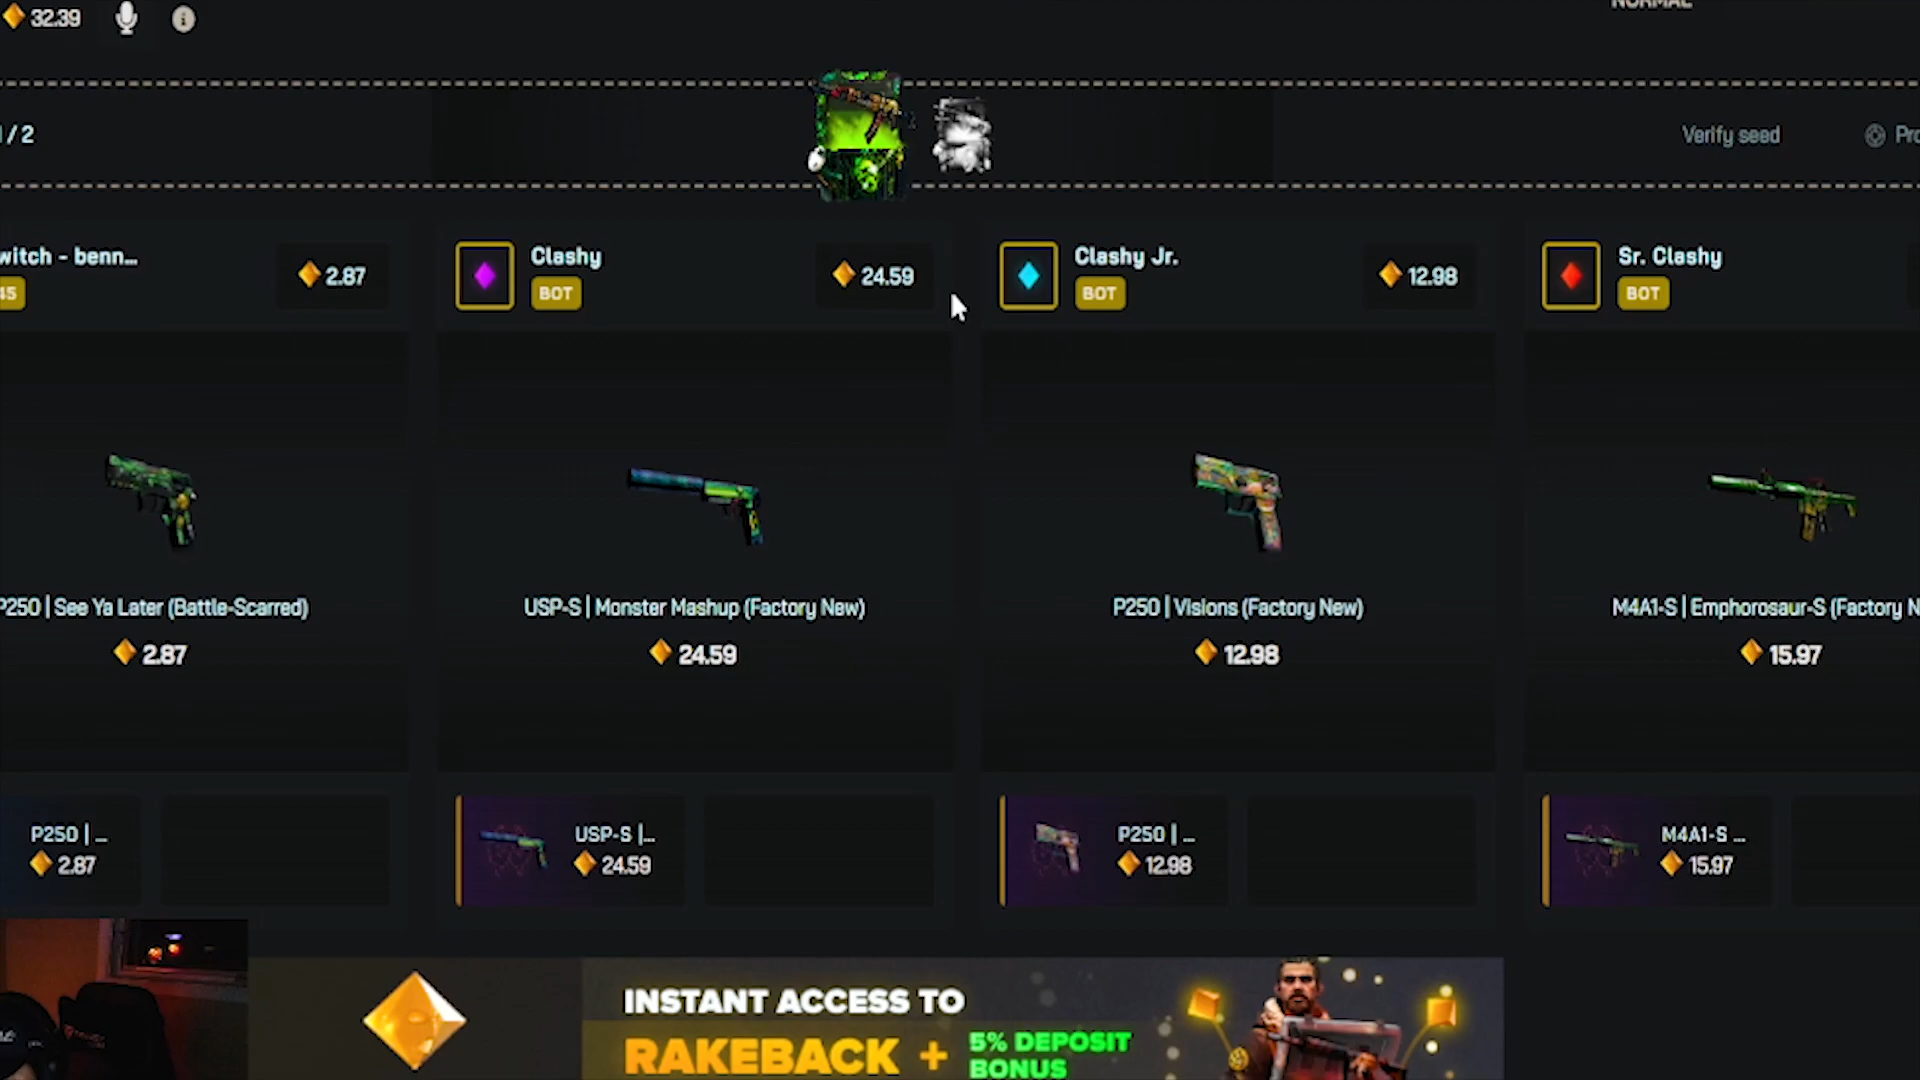 32.39
NORMAL
1/2
Verify seed
Pro
witch - benn...
45
2.87
Clashy
BOT
24.59
Clashy Jr.
BOT
12.98
Sr. Clashy
BOT
P250 | See Ya Later (Battle-Scarred)
2.87
USP-S | Monster Mashup (Factory New)
24.59
P250 | Visions (Factory New)
12.98
M4A1-S | Emphorosaur-S (Factory N
15.97
P250 | ...
2.87
USP-S |...
24.59
P250 | ...
12.98
M4A1-S ...
15.97
INSTANT ACCESS TO
RAKEBACK +
5% DEPOSIT
BONUS